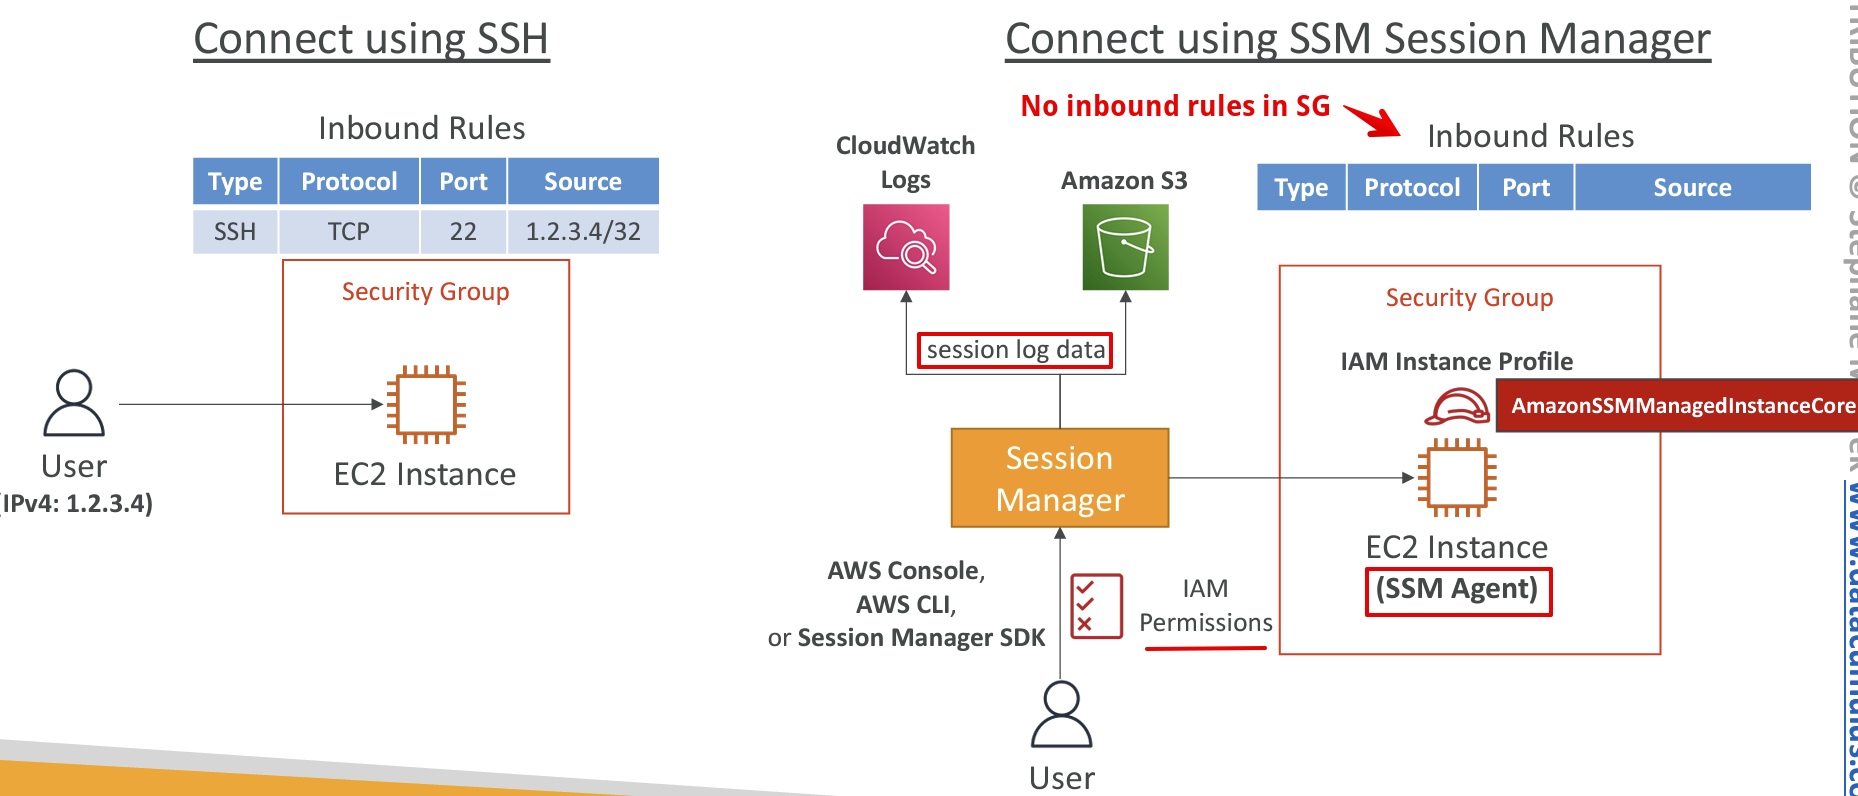 Connect using SSH
Inbound Rules
Type Protocol Port Source
SSH TCP 22 1.2.3.4/32
Security Group
EC2 Instance
User
(IPv4: 1.2.3.4)
Connect using SSM Session Manager
No inbound rules in SG
Inbound Rules
Type Protocol Port Source
CloudWatch
Logs
Amazon S3
session log data
Session
Manager
AWS Console,
AWS CLI,
or Session Manager SDK
IAM
Permissions
User
Security Group
IAM Instance Profile
AmazonSSMManagedInstanceCore
EC2 Instance
(SSM Agent)
© Stephane